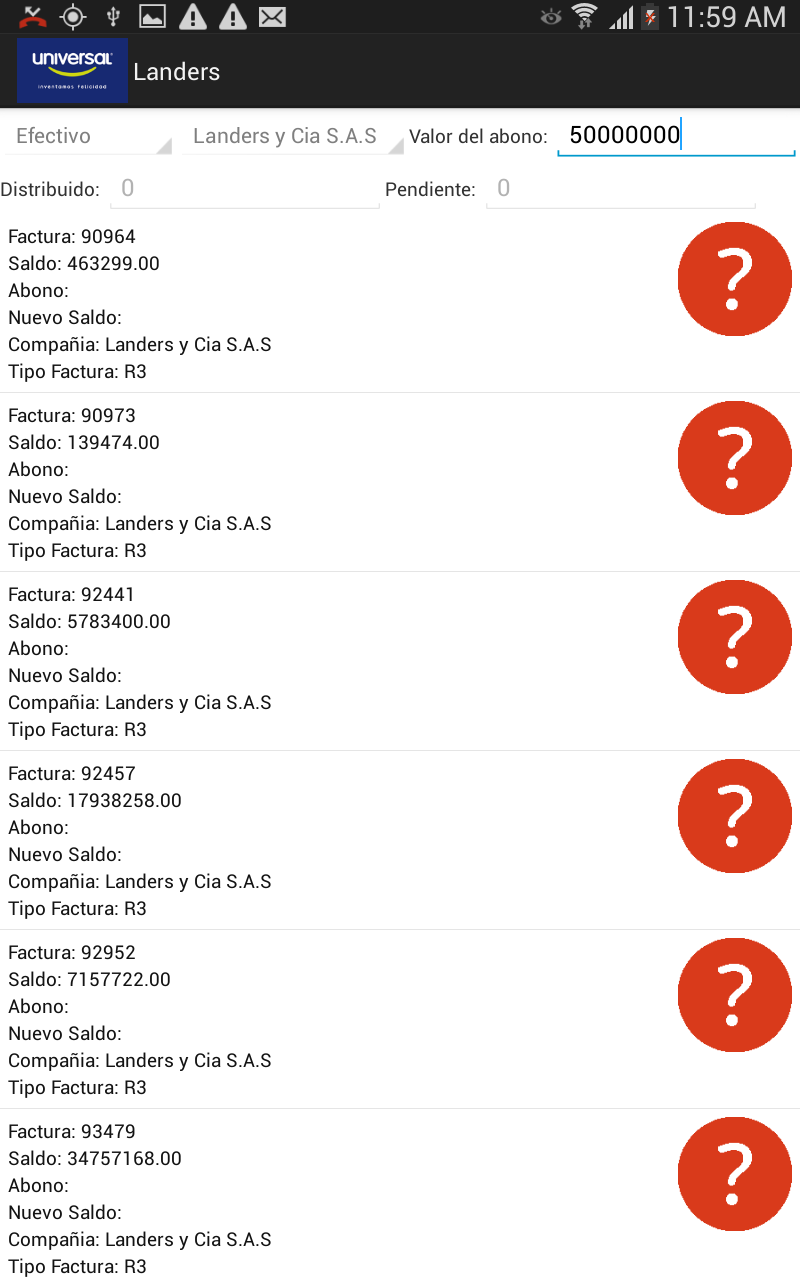 11:59 AM
universal
inventamos felicidad
Landers
Efectivo
Landers y Cia S.A.S
Valor del abono:
50000000
Distribuido:
0
Pendiente:
0
Factura: 90964
Saldo: 463299.00
Abono:
Nuevo Saldo:
Compañia: Landers y Cia S.A.S
Tipo Factura: R3
?
Factura: 90973
Saldo: 139474.00
Abono:
Nuevo Saldo:
Compañia: Landers y Cia S.A.S
Tipo Factura: R3
?
Factura: 92441
Saldo: 5783400.00
Abono:
Nuevo Saldo:
Compañia: Landers y Cia S.A.S
Tipo Factura: R3
?
Factura: 92457
Saldo: 17938258.00
Abono:
Nuevo Saldo:
Compañia: Landers y Cia S.A.S
Tipo Factura: R3
?
Factura: 92952
Saldo: 7157722.00
Abono:
Nuevo Saldo:
Compañia: Landers y Cia S.A.S
Tipo Factura: R3
?
Factura: 93479
Saldo: 34757168.00
Abono:
Nuevo Saldo:
Compañia: Landers y Cia S.A.S
Tipo Factura: R3
?